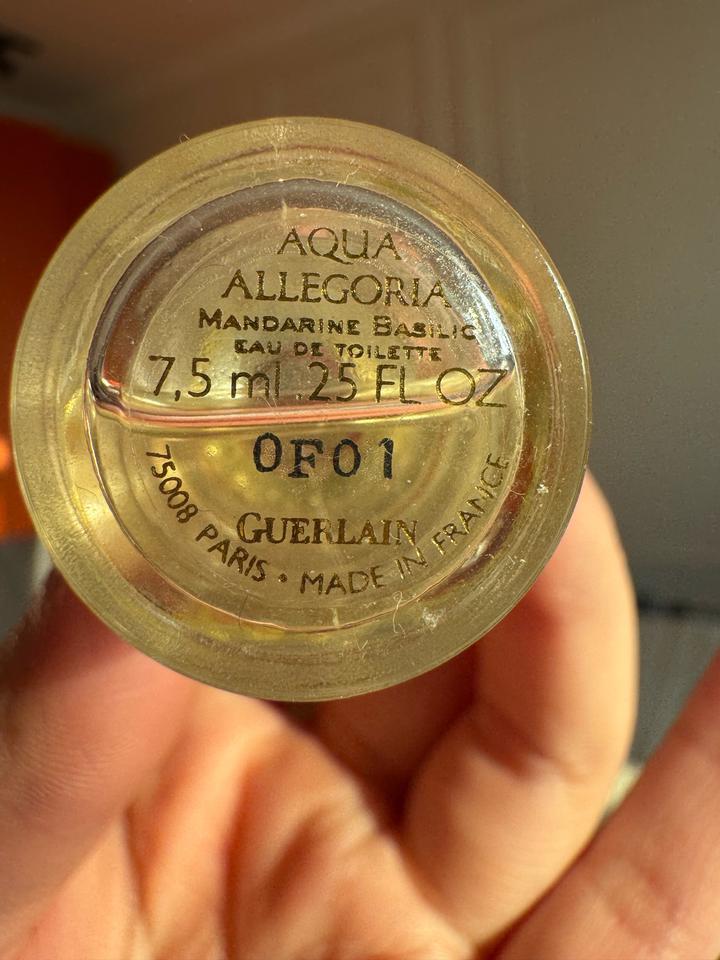 AQUA
ALLEGORIA
MANDARINE BASILIC
EAU DE TOILETTE
7,5 ml .25 FL OZ
0F01
GUERLAIN
75008 PARIS • MADE IN FRANCE